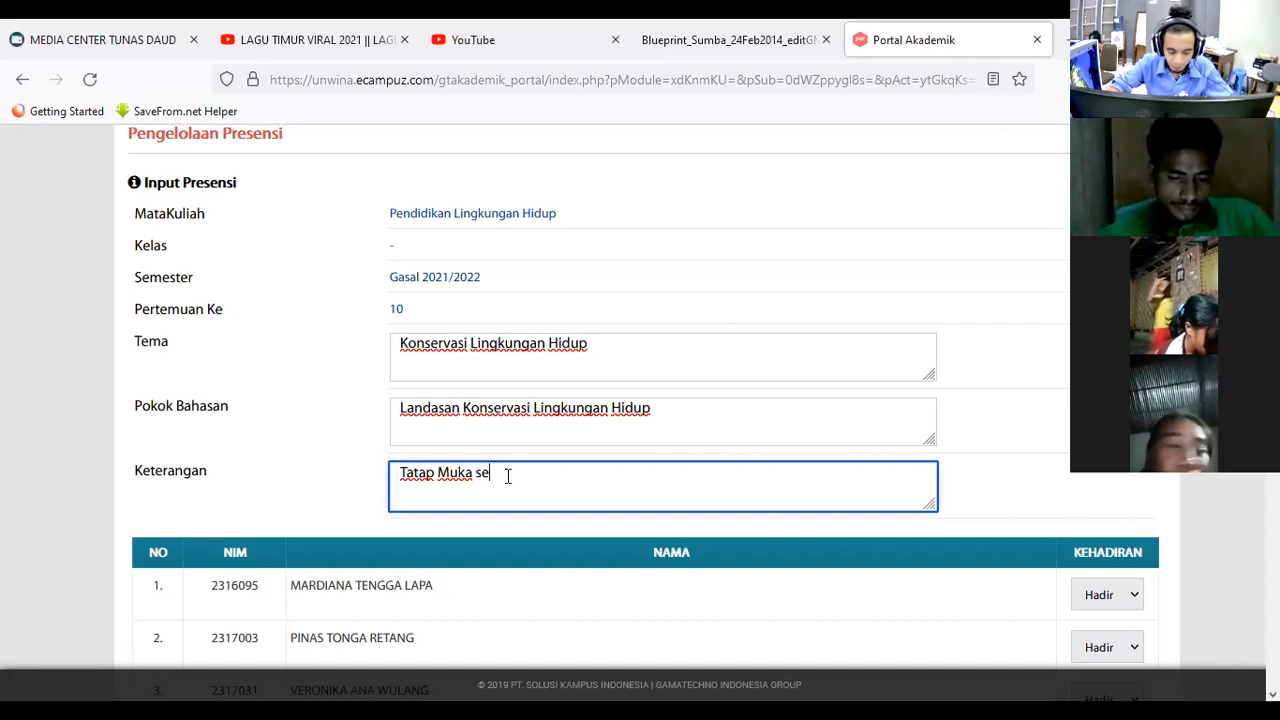 MEDIA CENTER TUNAS DAUD
LAGU TIMUR VIRAL 2021 || LAG
YouTube
Blueprint_Sumba_24Feb2014_edit
Portal Akademik
https://unwina.ecampuz.com/gtakademik_portal/index.php?pModule=xdKnmKU=&pSub=0dWZppygl8s=&pAct=ytGkqKs=
Getting Started
SaveFrom.net Helper
Pengelolaan Presensi
Input Presensi
MataKuliah
Pendidikan Lingkungan Hidup
Kelas
-
Semester
Gasal 2021/2022
Pertemuan Ke
10
Tema
Konservasi Lingkungan Hidup
Pokok Bahasan
Landasan Konservasi Lingkungan Hidup
Keterangan
Tatap Muka se
NO NIM NAMA KEHADIRAN
1. 2316095 MARDIANA TENGGA LAPA Hadir
2. 2317003 PINAS TONGA RETANG Hadir
3. 2317031 VERONIKA ANA WULANG... Hadir
© 2019 PT. SOLUSI KAMPUS INDONESIA | GAMATECHNO INDONESIA GROUP